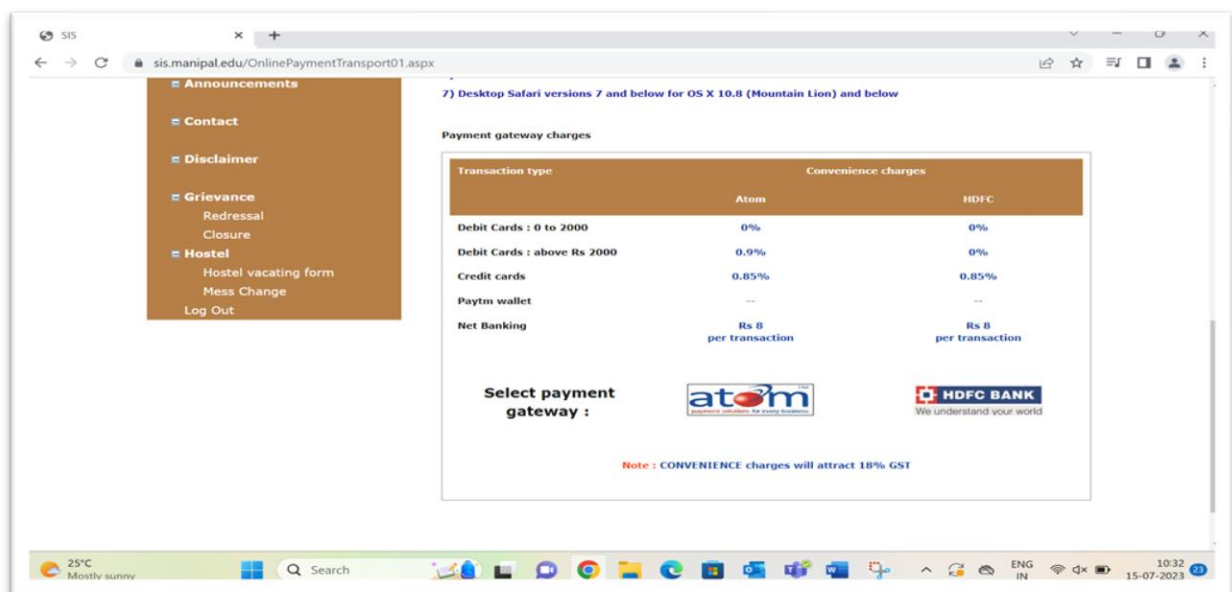 SIS
sis.manipal.edu/OnlinePaymentTransport01.aspx
Announcements
Contact
Disclaimer
Grievance
Redressal
Closure
Hostel
Hostel vacating form
Mess Change
Log Out
7) Desktop Safari versions 7 and below for OS X 10.8 (Mountain Lion) and below
Payment gateway charges
Transaction type Convenience charges
Atom HDFC
Debit Cards : 0 to 2000 0% 0%
Debit Cards : above Rs 2000 0.9% 0%
Credit cards 0.85% 0.85%
Paytm wallet -- --
Net Banking Rs 8 Rs 8
per transaction per transaction
Select payment
gateway :
atom
payment solutions for every business
HDFC BANK
We understand your world
Note : CONVENIENCE charges will attract 18% GST
25°C
Mostly sunny
Search
ENG
IN
10:32
15-07-2023
23